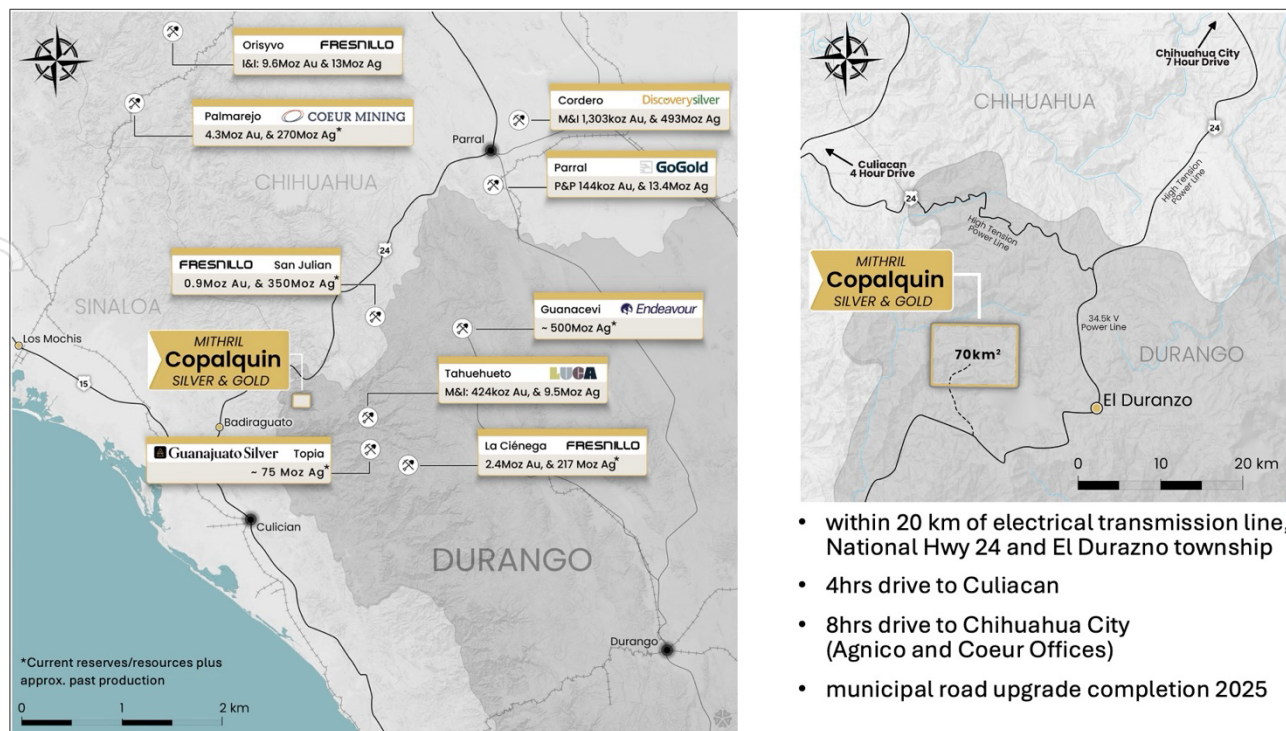 Orisyvo FRESNILLO
I&I: 9.6Moz Au & 13Moz Ag
Palmarejo COEUR MINING
4.3Moz Au, & 270Moz Ag*
Cordero Discoverysilver
M&I 1,303koz Au, & 493Moz Ag
Parral
Parral GoGold
P&P 144koz Au, & 13.4Moz Ag
CHIHUAHUA
24
FRESNILLO San Julian
0.9Moz Au, & 350Moz Ag*
SINALOA
Guanacevi Endeavour
~ 500Moz Ag*
Los Mochis
MITHRIL
Copalquin
SILVER & GOLD
15
Tahuehueto LUCA
M&I: 424koz Au, & 9.5Moz Ag
Badiraguato
Guanajuato Silver Topia
~ 75 Moz Ag*
La Ciénega FRESNILLO
2.4Moz Au, & 217 Moz Ag*
Culician
DURANGO
Durango
*Current reserves/resources plus
approx. past production
0 1 2 km
Chihuahua City
7 Hour Drive
CHIHUAHUA
24
Culiacan
4 Hour Drive
24
High Tension
Power Line
High Tension
Power Line
MITHRIL
Copalquin
SILVER & GOLD
34.5k V
Power Line
70km²
DURANGO
El Duranzo
0 10 20 km
• within 20 km of electrical transmission line,
National Hwy 24 and El Durazno township
• 4hrs drive to Culiacan
• 8hrs drive to Chihuahua City
(Agnico and Coeur Offices)
• municipal road upgrade completion 2025